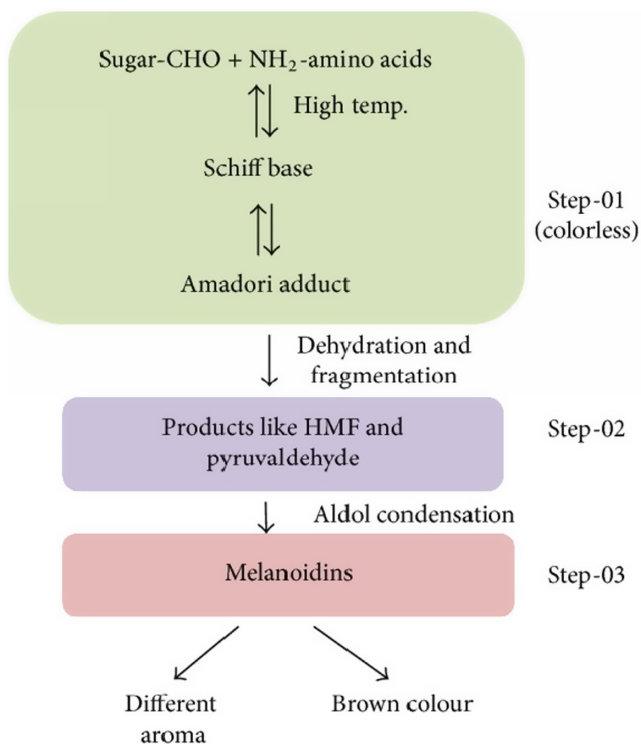 Sugar-CHO + NH₂-amino acids
High temp.
Schiff base
Step-01
(colorless)
Amadori adduct
Dehydration and
fragmentation
Products like HMF and
pyruvaldehyde
Step-02
Aldol condensation
Melanoidins
Step-03
Different
aroma
Brown colour